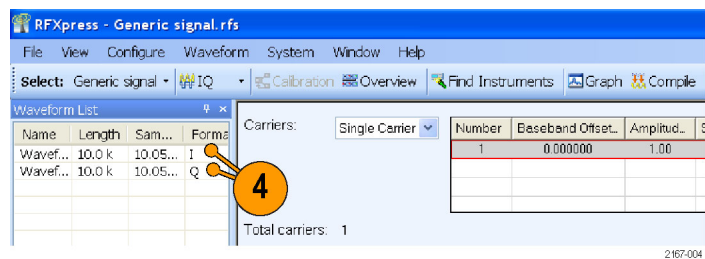 RFXpress - Generic signal.rfs
File View Configure Waveform System Window Help
Select: Generic signal IQ Calibration Overview Find Instruments Graph Compile
Waveform List
Name Length Sam... Forma
Wavef... 10.0 k 10.05... I
Wavef... 10.0 k 10.05... Q
4
Carriers: Single Carrier
Number Baseband Offset... Amplitud... S
1 0.000000 1.00
Total carriers: 1
2167-004